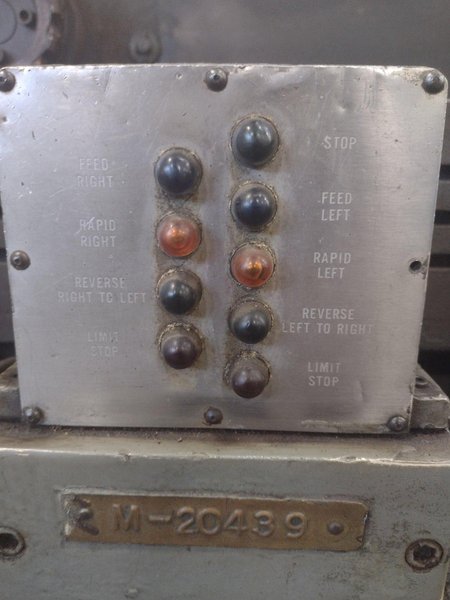 STOP
FEED
RIGHT
FEED
LEFT
RAPID
RIGHT
RAPID
LEFT
REVERSE
RIGHT TO LEFT
REVERSE
LEFT TO RIGHT
LIMIT
STOP
LIMIT
STOP
M-20439